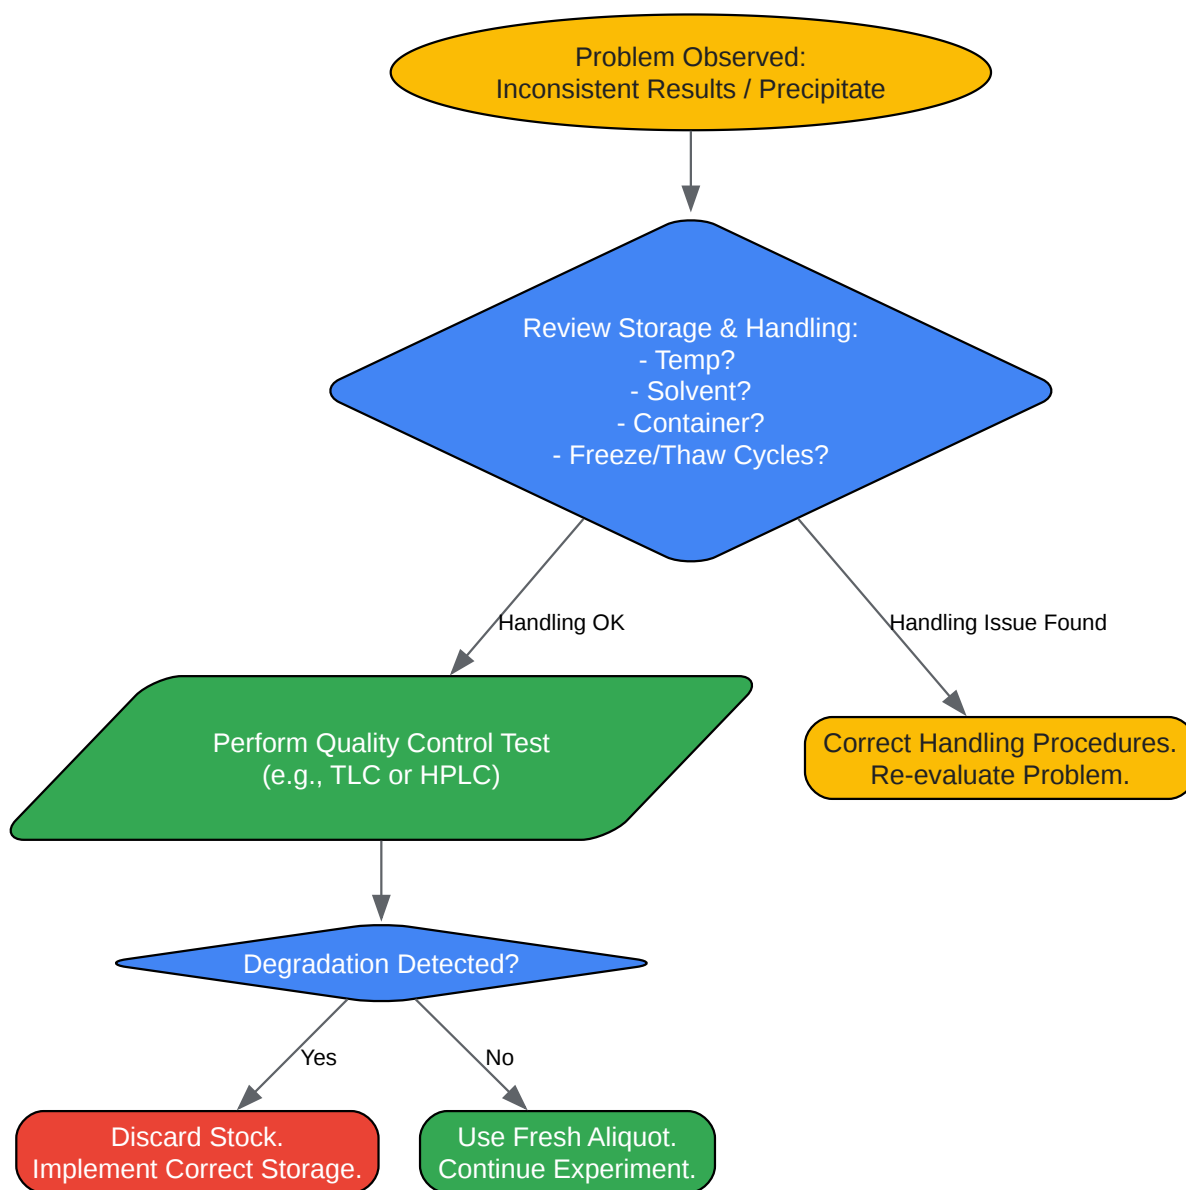 Problem Observed:
Inconsistent Results / Precipitate
Review Storage & Handling:
- Temp?
- Solvent?
- Container?
- Freeze/Thaw Cycles?
Handling OK
Handling Issue Found
Perform Quality Control Test
(e.g., TLC or HPLC)
Correct Handling Procedures.
Re-evaluate Problem.
Degradation Detected?
Yes
No
Discard Stock.
Implement Correct Storage.
Use Fresh Aliquot.
Continue Experiment.